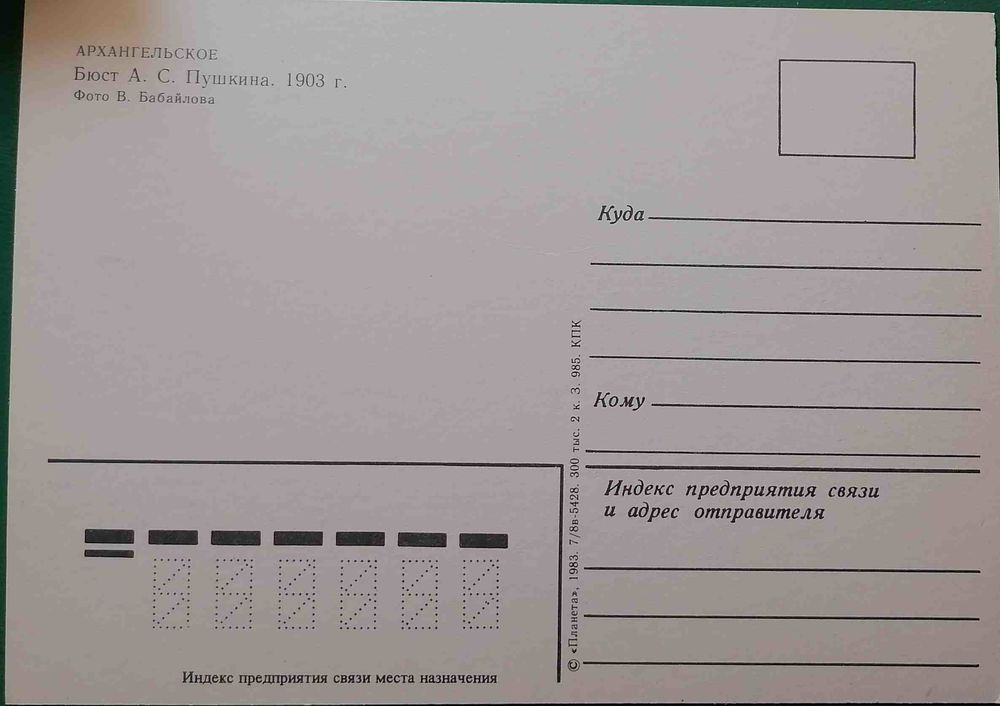 АРХАНГЕЛЬСКОЕ
Бюст А. С. Пушкина. 1903 г.
Фото В. Бабайлова
Куда
Кому
Индекс предприятия связи
и адрес отправителя
© «Планета», 1983. 7/8в-5428. 300 тыс. 2 к. З. 985. КПК
Индекс предприятия связи места назначения